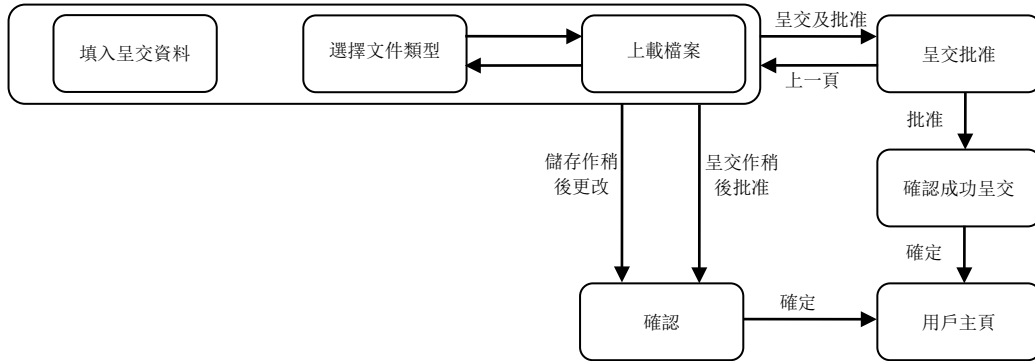 填入呈交資料
選擇文件類型
上載檔案
呈交及批准
上一頁
呈交批准
批准
儲存作稍
後更改
呈交作稍
後批准
確認成功呈交
確定
確認
確定
用戶主頁